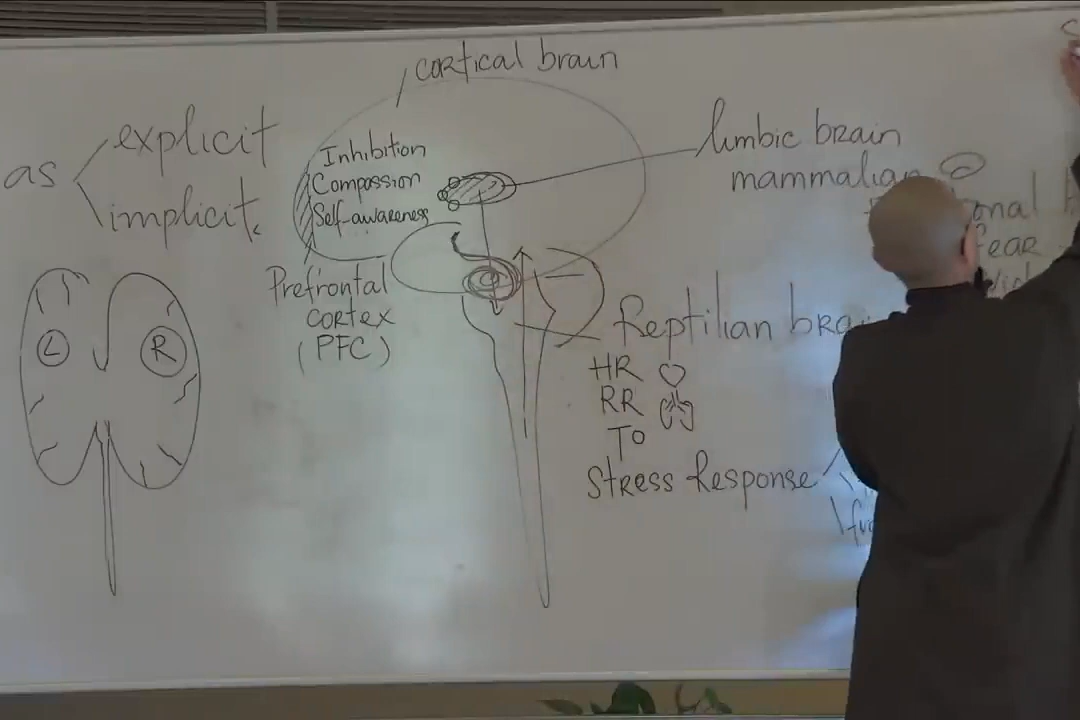 cortical brain
as
explicit
implicit.
Inhibition
Compassion
Self-awareness
Prefrontal
cortex
(PFC)
L
R
limbic brain
mammalian
fear
Reptilian
HR
RR
T°
Stress Response